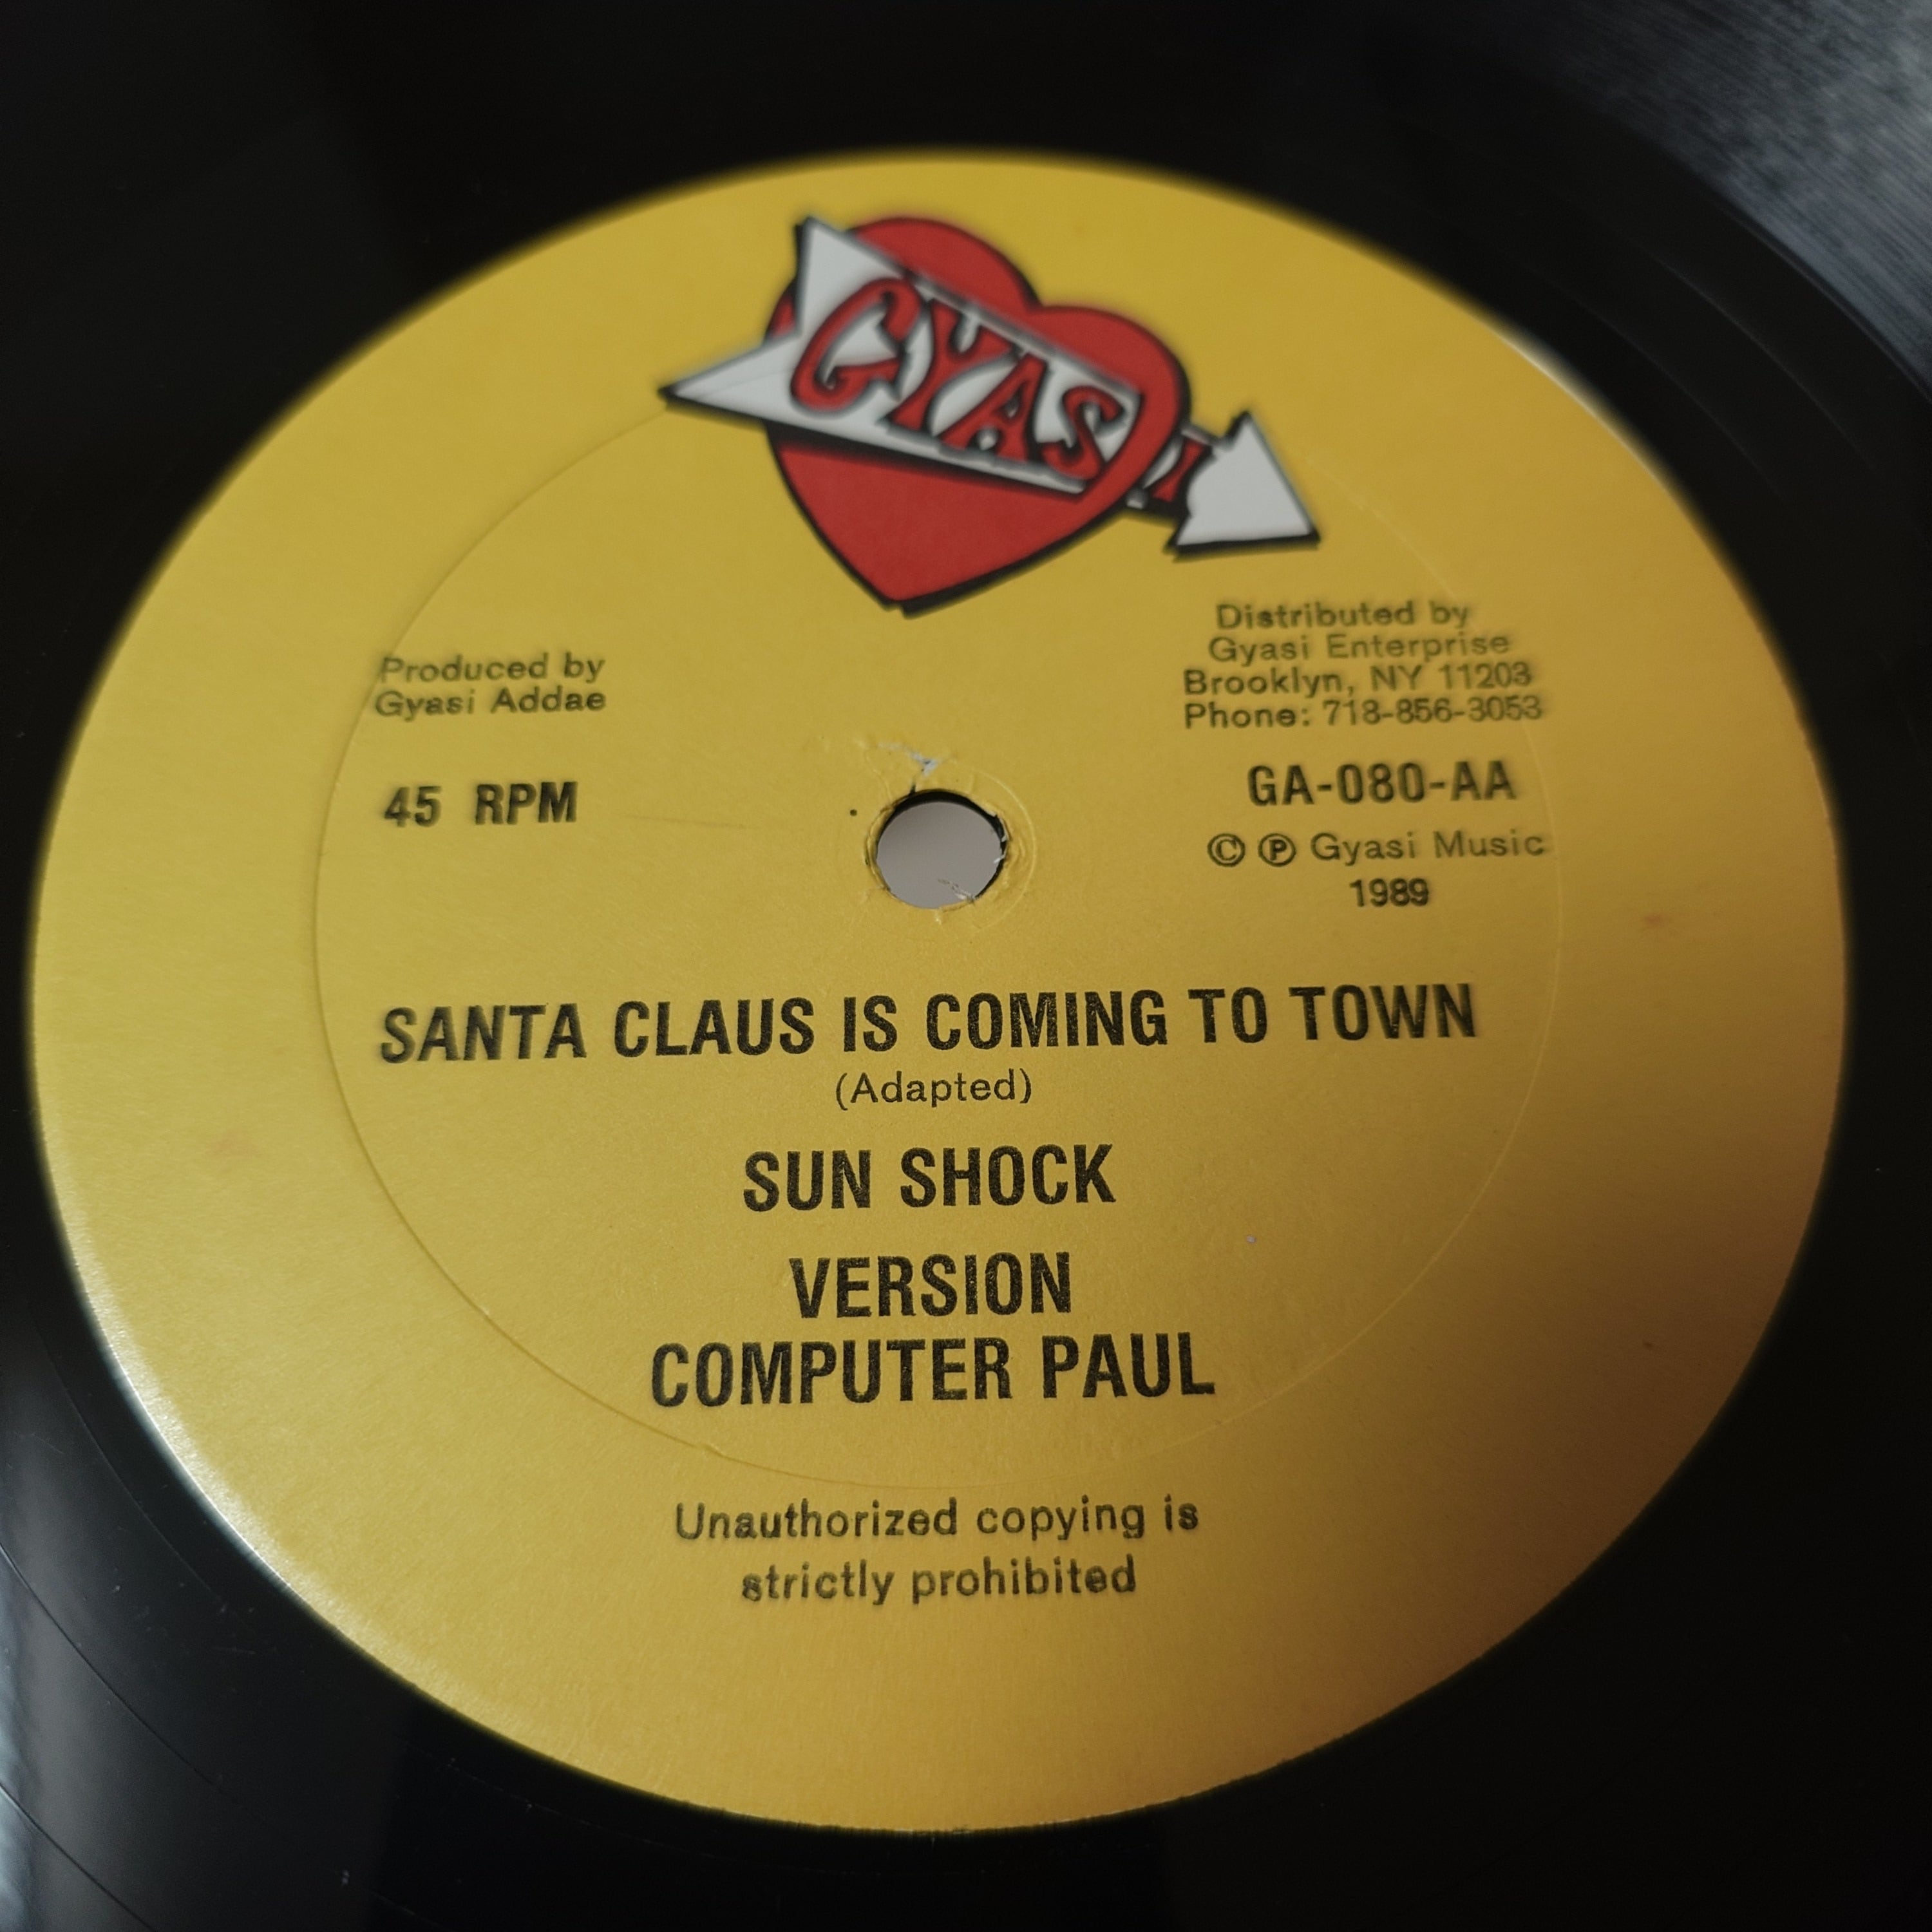 GYASI
Produced by
Gyasi Addae
Distributed by
Gyasi Enterprise
Brooklyn, NY 11203
Phone: 718-856-3053
45 RPM
GA-080-AA
© ℗ Gyasi Music
1989
SANTA CLAUS IS COMING TO TOWN
(Adapted)
SUN SHOCK
VERSION
COMPUTER PAUL
Unauthorized copying is
strictly prohibited